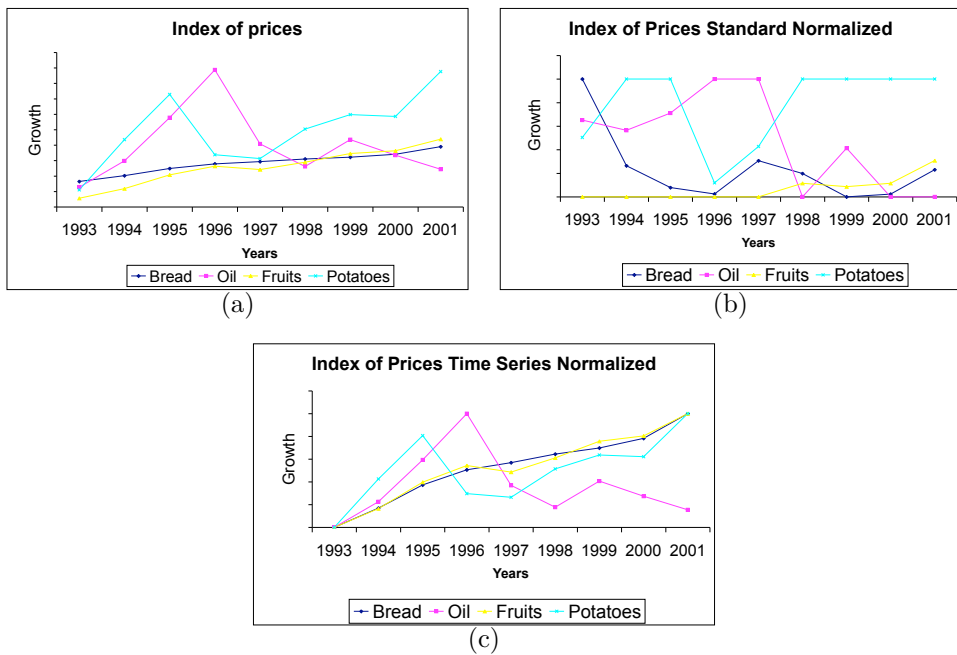 Index of prices
Growth
1993 1994 1995 1996 1997 1998 1999 2000 2001
Years
Bread Oil Fruits Potatoes
(a)
Index of Prices Standard Normalized
Growth
1993 1994 1995 1996 1997 1998 1999 2000 2001
Years
Bread Oil Fruits Potatoes
(b)
Index of Prices Time Series Normalized
Growth
1993 1994 1995 1996 1997 1998 1999 2000 2001
Years
Bread Oil Fruits Potatoes
(c)